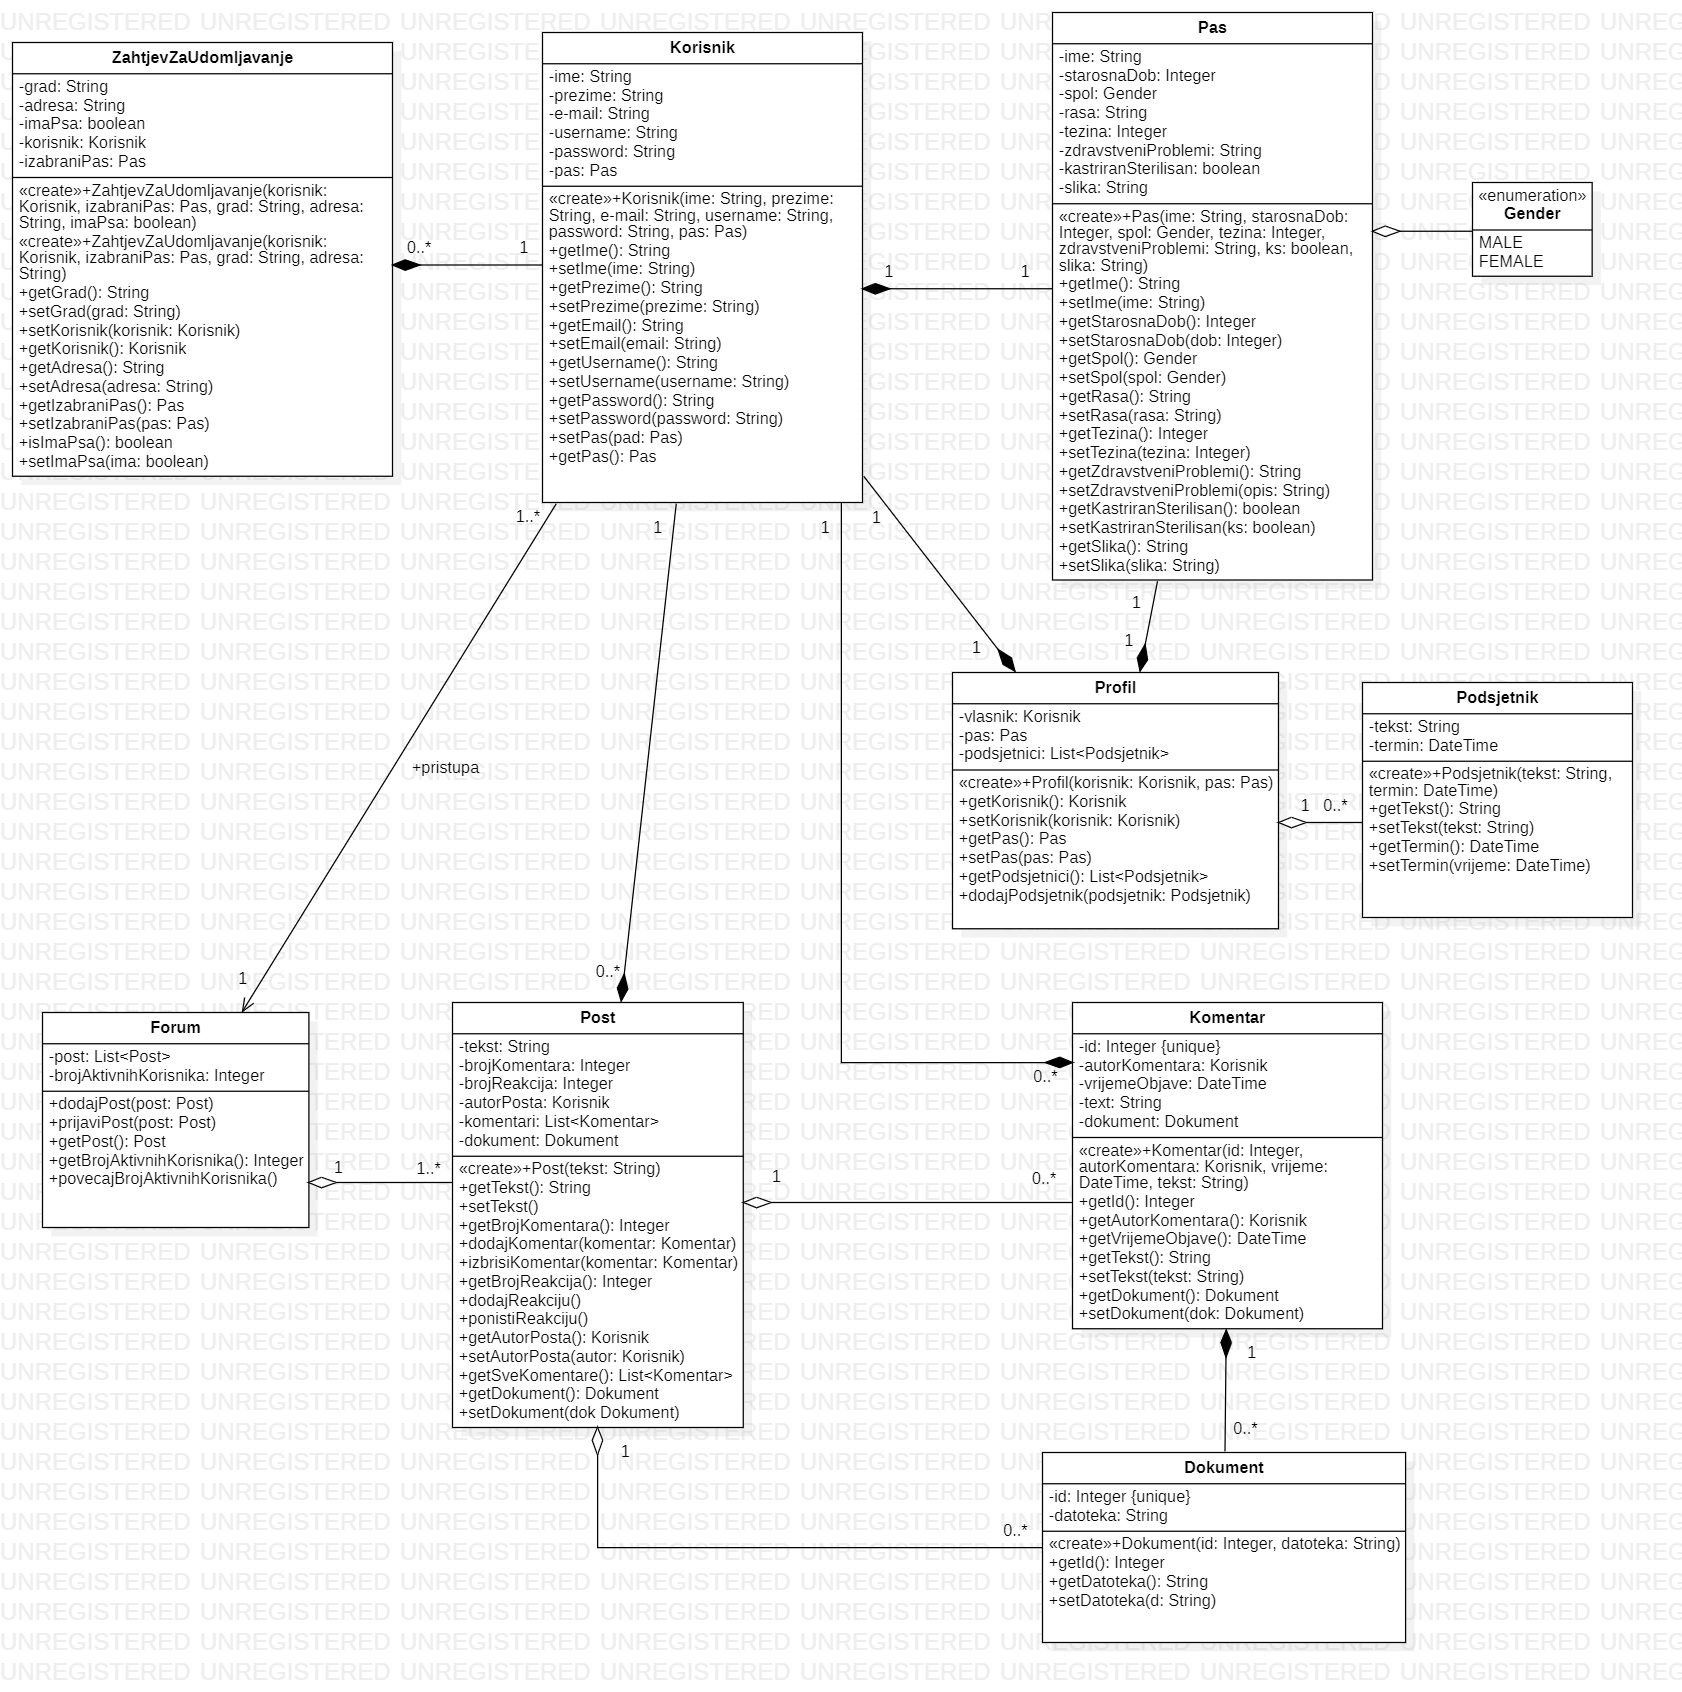 ZahtjevZaUdomljavanje
-grad: String
-adresa: String
-imaPsa: boolean
-korisnik: Korisnik
-izabraniPas: Pas
«create»+ZahtjevZaUdomljavanje(korisnik:
Korisnik, izabraniPas: Pas, grad: String, adresa:
String, imaPsa: boolean)
«create»+ZahtjevZaUdomljavanje(korisnik:
Korisnik, izabraniPas: Pas, grad: String, adresa:
String)
+getGrad(): String
+setGrad(grad: String)
+setKorisnik(korisnik: Korisnik)
+getKorisnik(): Korisnik
+getAdresa(): String
+setAdresa(adresa: String)
+getIzabraniPas(): Pas
+setIzabraniPas(pas: Pas)
+isImaPsa(): boolean
+setImaPsa(ima: boolean)
0..*
1
Korisnik
-ime: String
-prezime: String
-e-mail: String
-username: String
-password: String
-pas: Pas
«create»+Korisnik(ime: String, prezime:
String, e-mail: String, username: String,
password: String, pas: Pas)
+getIme(): String
+setIme(ime: String)
+getPrezime(): String
+setPrezime(prezime: String)
+getEmail(): String
+setEmail(email: String)
+getUsername(): String
+setUsername(username: String)
+getPassword(): String
+setPassword(password: String)
+setPas(pad: Pas)
+getPas(): Pas
1
1
Pas
-ime: String
-starosnaDob: Integer
-spol: Gender
-rasa: String
-tezina: Integer
-zdravstveniProblemi: String
-kastriranSterilisan: boolean
-slika: String
«create»+Pas(ime: String, starosnaDob:
Integer, spol: Gender, tezina: Integer,
zdravstveniProblemi: String, ks: boolean,
slika: String)
+getIme(): String
+setIme(ime: String)
+getStarosnaDob(): Integer
+setStarosnaDob(dob: Integer)
+getSpol(): Gender
+setSpol(spol: Gender)
+getRasa(): String
+setRasa(rasa: String)
+getTezina(): Integer
+setTezina(tezina: Integer)
+getZdravstveniProblemi(): String
+setZdravstveniProblemi(opis: String)
+getKastriranSterilisan(): boolean
+setKastriranSterilisan(ks: boolean)
+getSlika(): String
+setSlika(slika: String)
«enumeration»
Gender
MALE
FEMALE
1..*
1
1
1
1
1
1
+pristupa
Profil
-vlasnik: Korisnik
-pas: Pas
-podsjetnici: List<Podsjetnik>
«create»+Profil(korisnik: Korisnik, pas: Pas)
+getKorisnik(): Korisnik
+setKorisnik(korisnik: Korisnik)
+getPas(): Pas
+setPas(pas: Pas)
+getPodsjetnici(): List<Podsjetnik>
+dodajPodsjetnik(podsjetnik: Podsjetnik)
1
0..*
Podsjetnik
-tekst: String
-termin: DateTime
«create»+Podsjetnik(tekst: String,
termin: DateTime)
+getTekst(): String
+setTekst(tekst: String)
+getTermin(): DateTime
+setTermin(vrijeme: DateTime)
1
0..*
0..*
Forum
-post: List<Post>
-brojAktivnihKorisnika: Integer
+dodajPost(post: Post)
+prijaviPost(post: Post)
+getPost(): Post
+getBrojAktivnihKorisnika(): Integer
+povecajBrojAktivnihKorisnika()
1
1..*
Post
-tekst: String
-brojKomentara: Integer
-brojReakcija: Integer
-autorPosta: Korisnik
-komentari: List<Komentar>
-dokument: Dokument
«create»+Post(tekst: String)
+getTekst(): String
+setTekst()
+getBrojKomentara(): Integer
+dodajKomentar(komentar: Komentar)
+izbrisiKomentar(komentar: Komentar)
+getBrojReakcija(): Integer
+dodajReakciju()
+ponistiReakciju()
+getAutorPosta(): Korisnik
+setAutorPosta(autor: Korisnik)
+getSveKomentare(): List<Komentar>
+getDokument(): Dokument
+setDokument(dok Dokument)
1
0..*
Komentar
-id: Integer {unique}
-autorKomentara: Korisnik
-vrijemeObjave: DateTime
-text: String
-dokument: Dokument
«create»+Komentar(id: Integer,
autorKomentara: Korisnik, vrijeme:
DateTime, tekst: String)
+getId(): Integer
+getAutorKomentara(): Korisnik
+getVrijemeObjave(): DateTime
+getTekst(): String
+setTekst(tekst: String)
+getDokument(): Dokument
+setDokument(dok: Dokument)
1
0..*
1
0..*
Dokument
-id: Integer {unique}
-datoteka: String
«create»+Dokument(id: Integer, datoteka: String)
+getId(): Integer
+getDatoteka(): String
+setDatoteka(d: String)
UNREGISTERED